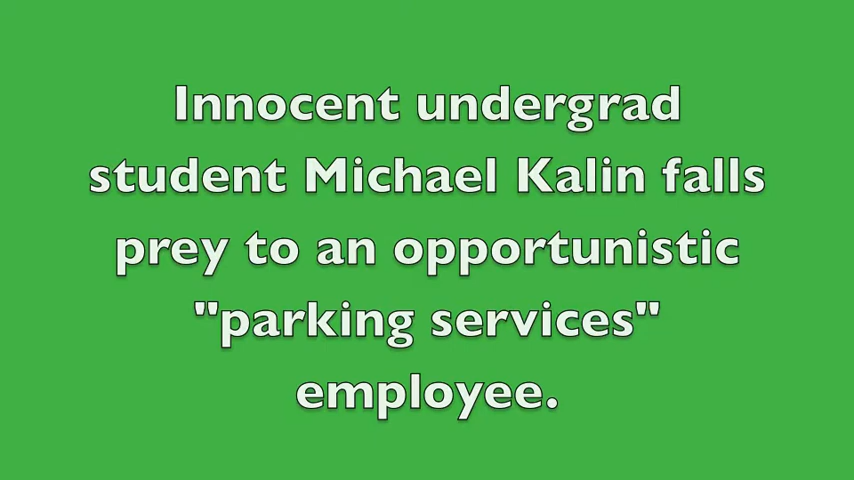 Innocent undergrad
student Michael Kalin falls
prey to an opportunistic
"parking services"
employee.